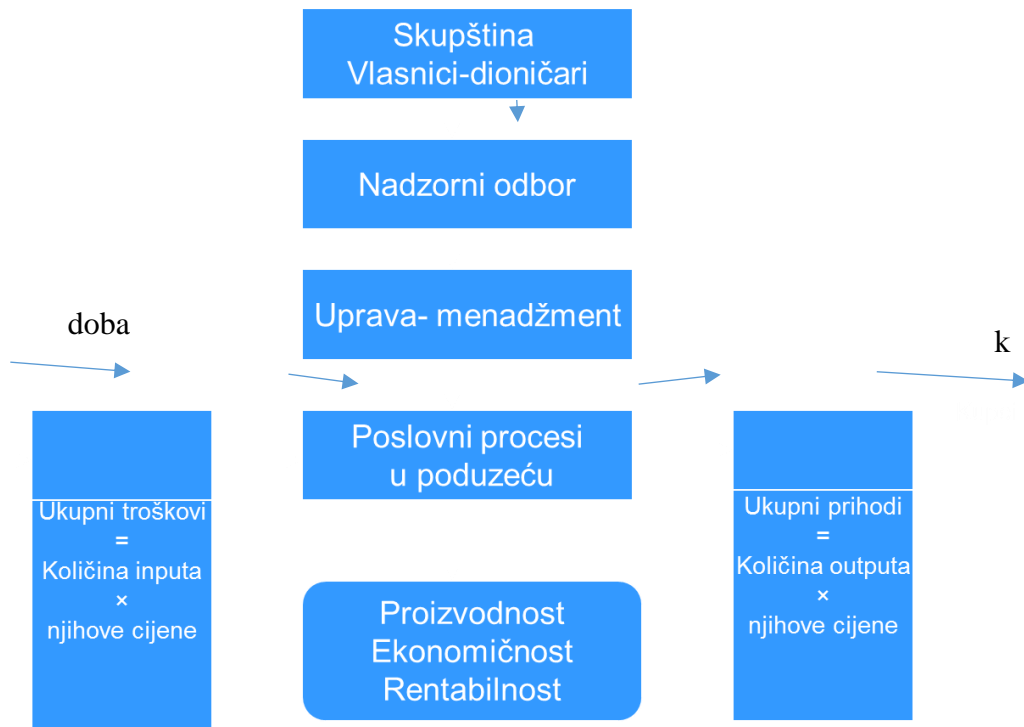 Skupština
Vlasnici-dioničari
Nadzorni odbor
Uprava- menadžment
doba
k
Poslovni procesi
u poduzeću
Ukupni troškovi
=
Količina inputa
×
njihove cijene
Ukupni prihodi
=
Količina outputa
×
njihove cijene
Proizvodnost
Ekonomičnost
Rentabilnost